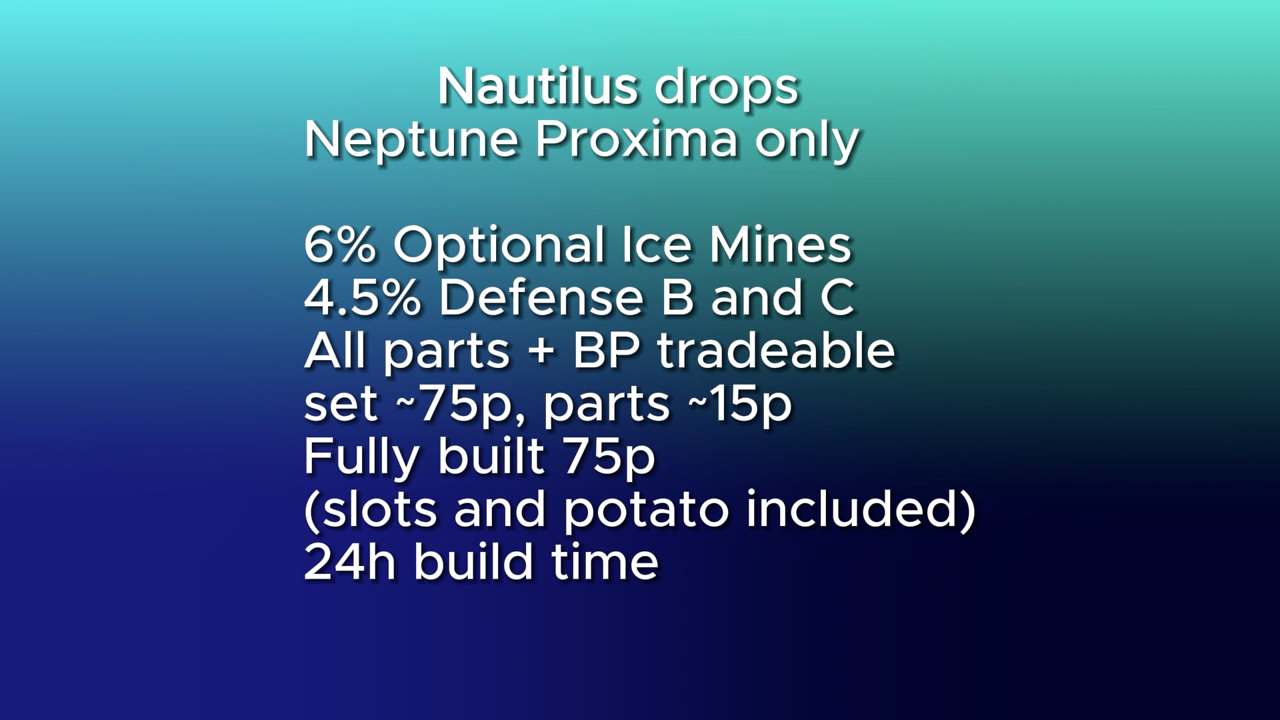 Nautilus drops
Neptune Proxima only
6% Optional Ice Mines
4.5% Defense B and C
All parts + BP tradeable
set ~75p, parts ~15p
Fully built 75p
(slots and potato included)
24h build time